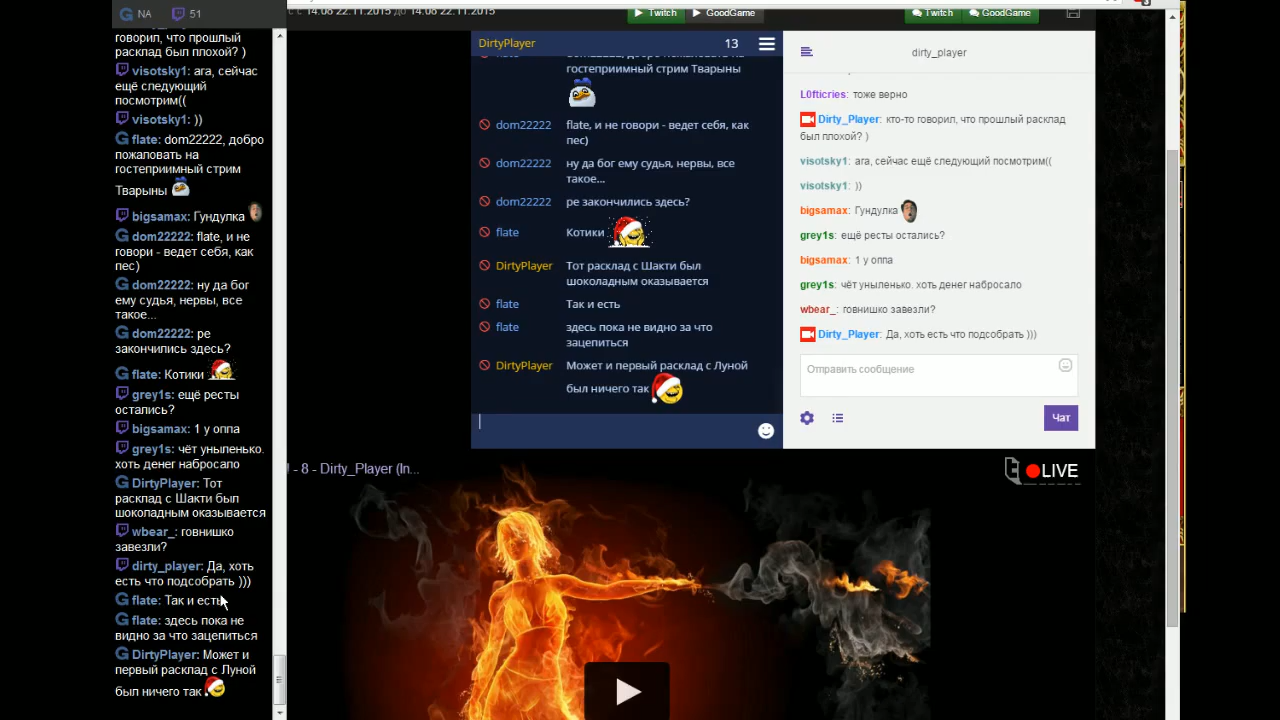 NA 51
говорил, что прошлый
расклад был плохой? )
visotsky1: ага, сейчас
ещё следующий
посмотрим((
visotsky1: ))
flate: dom22222, добро
пожаловать на
гостеприимный стрим
Тварыны
bigsamax: Гундулка
dom22222: flate, и не
говори - ведет себя, как
пес)
dom22222: ну да бог
ему судья, нервы, все
такое...
dom22222: ре
закончились здесь?
flate: Котики
grey1s: ещё ресты
остались?
bigsamax: 1 у оппа
grey1s: чёт уныленько.
хоть денег набросало
DirtyPlayer: Тот
расклад с Шакти был
шоколадным оказывается
wbear_: говнишко
завезли?
dirty_player: Да, хоть
есть что подсобрать )))
flate: Так и есть
flate: здесь пока не
видно за что зацепиться
DirtyPlayer: Может и
первый расклад с Луной
был ничего так
с 14:06 22.11.2015 до 14:06 22.11.2015
Twitch GoodGame
Twitch GoodGame
DirtyPlayer 13
гостеприимный стрим Тварыны
dom22222 flate, и не говори - ведет себя, как
пес)
dom22222 ну да бог ему судья, нервы, все
такое...
dom22222 ре закончились здесь?
flate Котики
DirtyPlayer Тот расклад с Шакти был
шоколадным оказывается
flate Так и есть
flate здесь пока не видно за что
зацепиться
DirtyPlayer Может и первый расклад с Луной
был ничего так
dirty_player
L0fticries: тоже верно
Dirty_Player: кто-то говорил, что прошлый расклад
был плохой? )
visotsky1: ага, сейчас ещё следующий посмотрим((
visotsky1: ))
bigsamax: Гундулка
grey1s: ещё ресты остались?
bigsamax: 1 у оппа
grey1s: чёт уныленько. хоть денег набросало
wbear_: говнишко завезли?
Dirty_Player: Да, хоть есть что подсобрать )))
Отправить сообщение
Чат
! - 8 - Dirty_Player (In...
LIVE